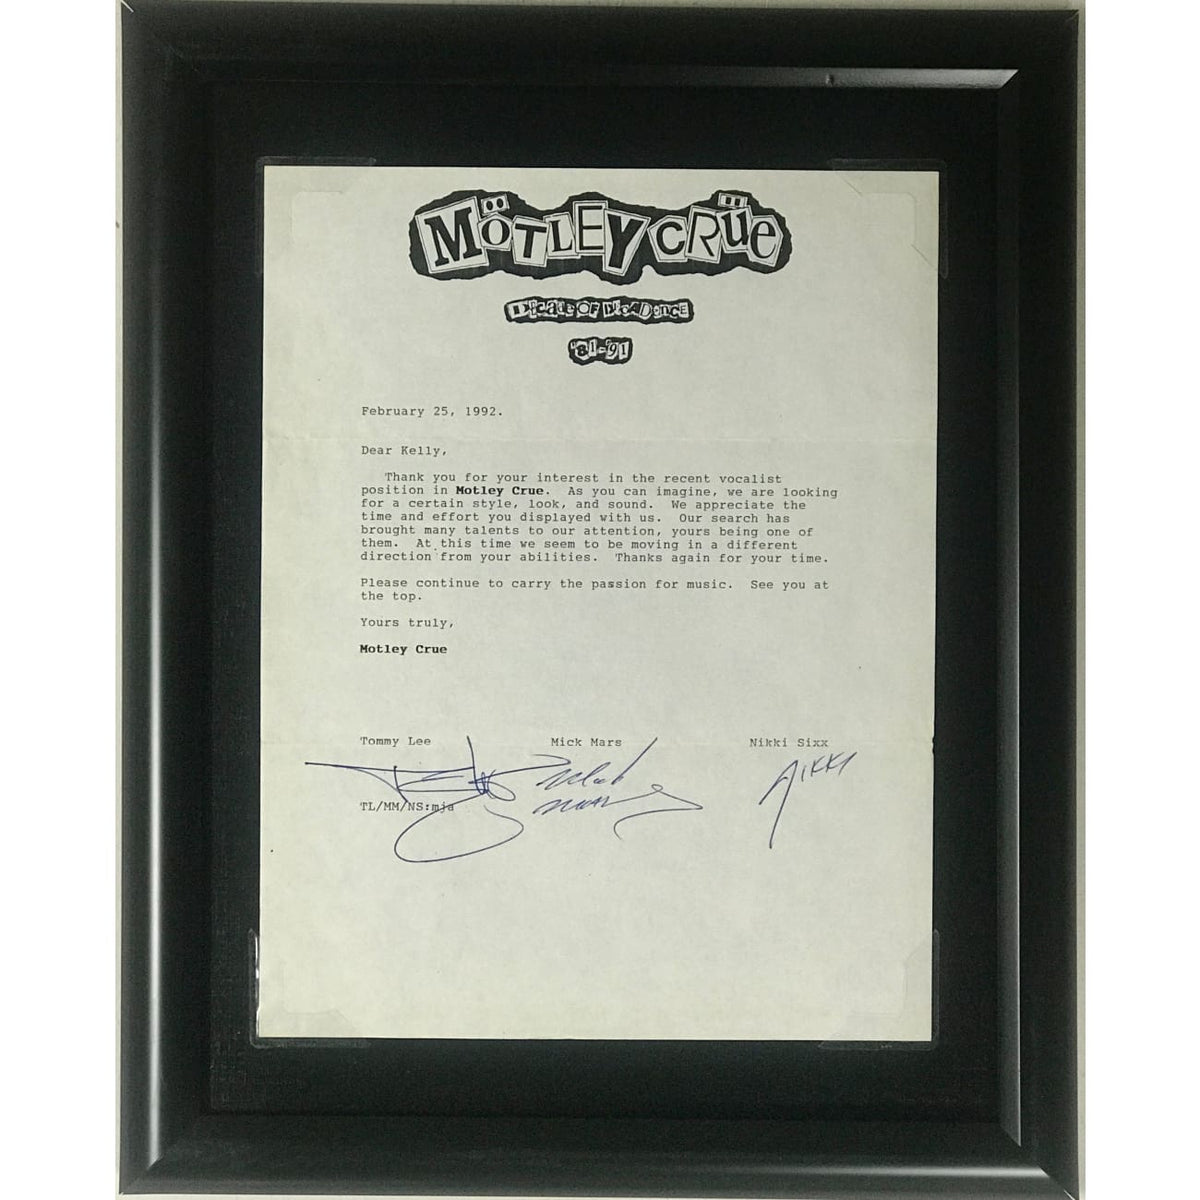 MÖTLEY CRÜE
DECADE OF DECADENCE
'81-'91
February 25, 1992.
Dear Kelly,
Thank you for your interest in the recent vocalist
position in Motley Crue. As you can imagine, we are looking
for a certain style, look, and sound. We appreciate the
time and effort you displayed with us. Our search has
brought many talents to our attention, yours being one of
them. At this time we seem to be moving in a different
direction from your abilities. Thanks again for your time.
Please continue to carry the passion for music. See you at
the top.
Yours truly,
Motley Crue
Tommy Lee Mick Mars Nikki Sixx
Mick Mars NIKKI
TL/MM/NS:mja